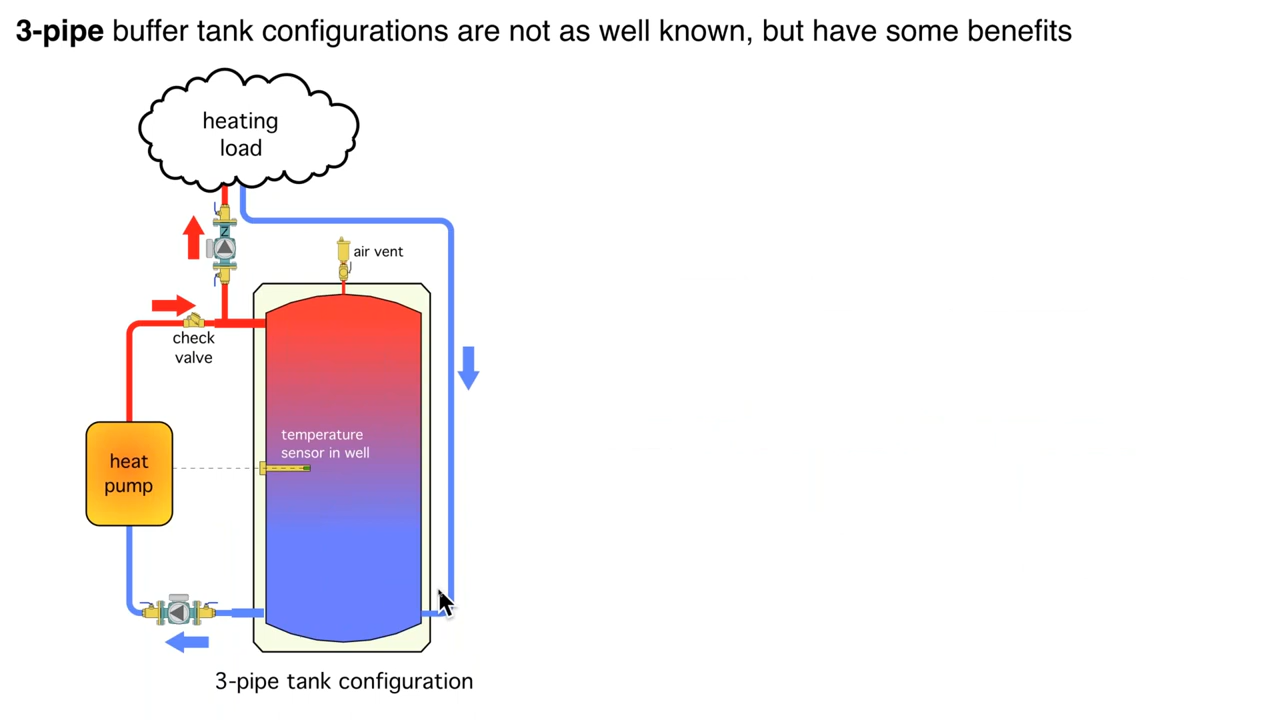 3-pipe buffer tank configurations are not as well known, but have some benefits
heating
load
Z
air vent
check
valve
temperature
sensor in well
heat
pump
3-pipe tank configuration